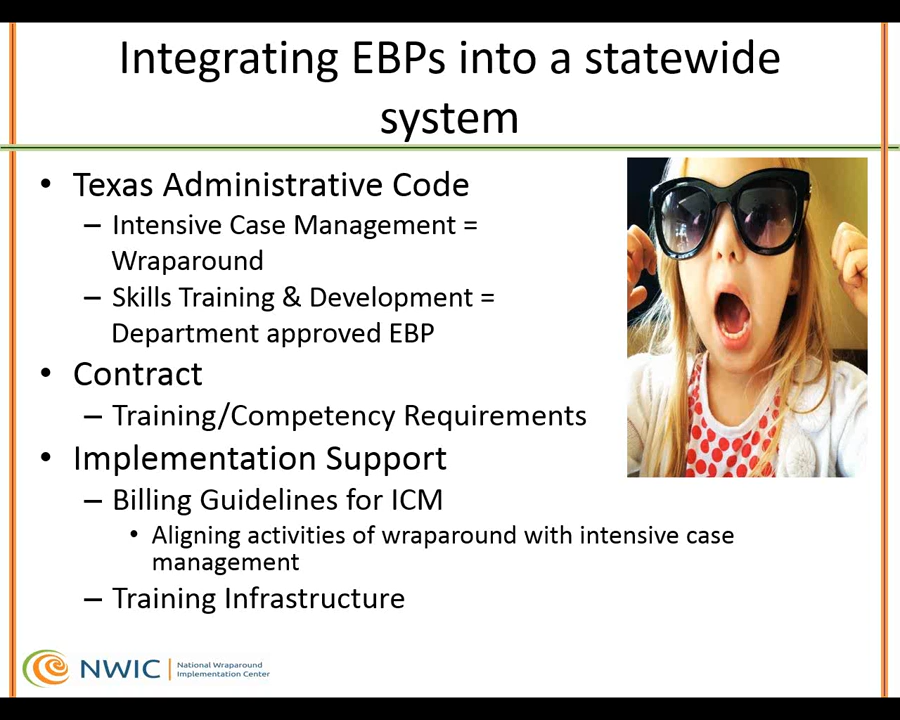 Integrating EBPs into a statewide
system
• Texas Administrative Code
– Intensive Case Management =
Wraparound
– Skills Training & Development =
Department approved EBP
• Contract
– Training/Competency Requirements
• Implementation Support
– Billing Guidelines for ICM
• Aligning activities of wraparound with intensive case
management
– Training Infrastructure
NWIC
National Wraparound
Implementation Center